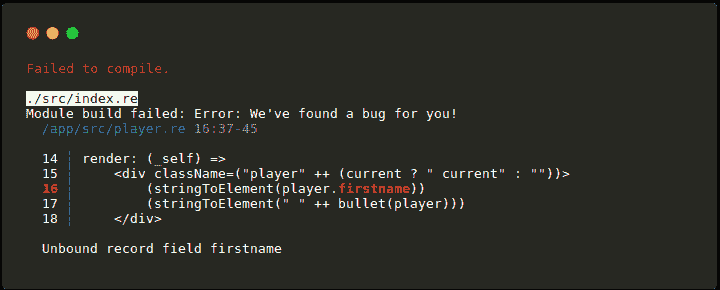 Failed to compile.
./src/index.re
Module build failed: Error: We've found a bug for you!
/app/src/player.re 16:37-45
14 | render: (_self) =>
15 | <div className=("player" ++ (current ? " current" : ""))>
16 | (stringToElement(player.firstname))
17 | (stringToElement(" " ++ bullet(player)))
18 | </div>
Unbound record field firstname